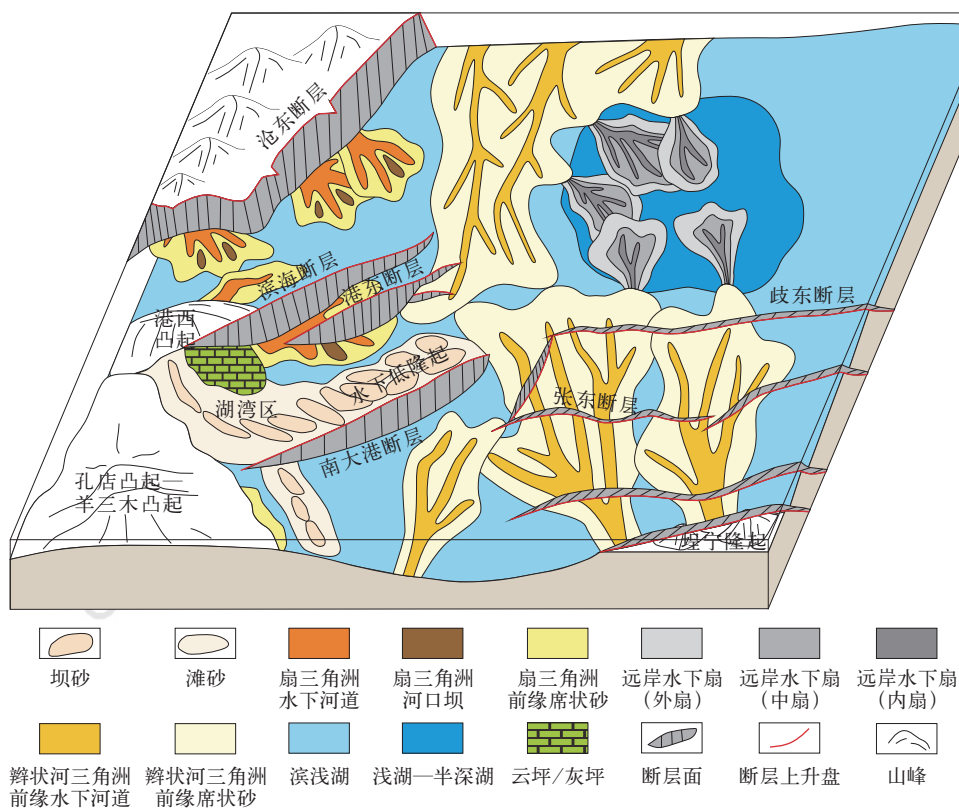 沧东断层
滨海断层
港东断层
歧东断层
港西
凸起
水下低隆起
湖湾区
张东断层
南大港断层
孔店凸起—
羊三木凸起
埕宁隆起
坝砂
滩砂
扇三角洲
水下河道
扇三角洲
河口坝
扇三角洲
前缘席状砂
远岸水下扇
(外扇)
远岸水下扇
(中扇)
远岸水下扇
(内扇)
辫状河三角洲
前缘水下河道
辫状河三角洲
前缘席状砂
滨浅湖
浅湖—半深湖
云坪/灰坪
断层面
断层上升盘
山峰